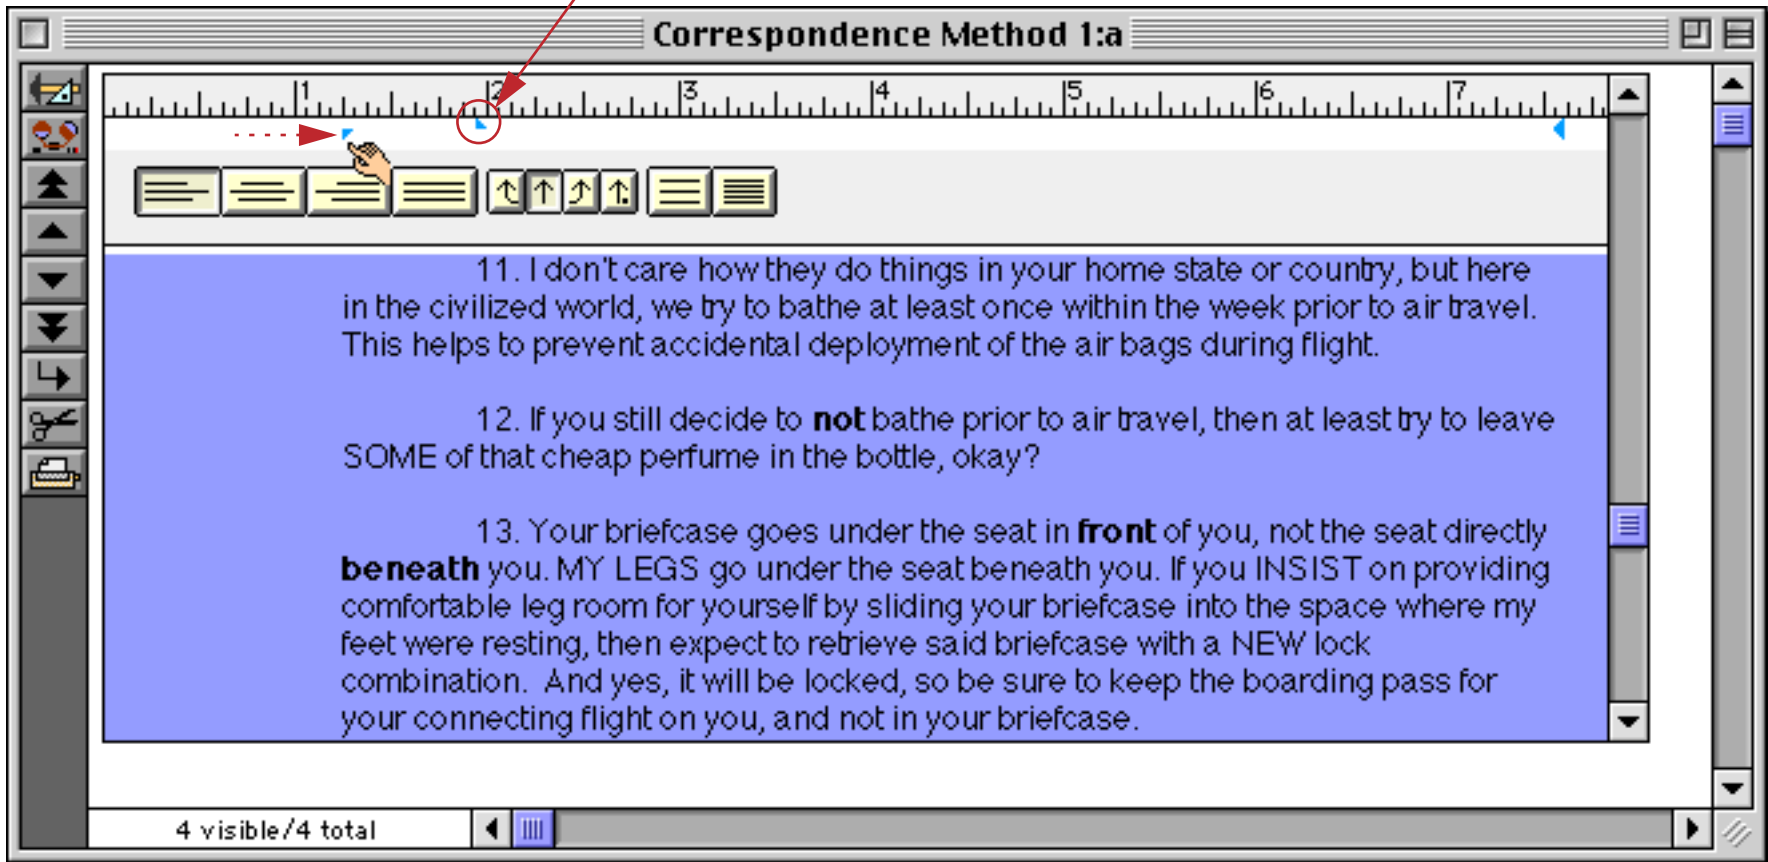 Correspondence Method 1:a
1 2 3 4 5 6 7
11. I don't care how they do things in your home state or country, but here
in the civilized world, we try to bathe at least once within the week prior to air travel.
This helps to prevent accidental deployment of the air bags during flight.
12. If you still decide to not bathe prior to air travel, then at least try to leave
SOME of that cheap perfume in the bottle, okay?
13. Your briefcase goes under the seat in front of you, not the seat directly
beneath you. MY LEGS go under the seat beneath you. If you INSIST on providing
comfortable leg room for yourself by sliding your briefcase into the space where my
feet were resting, then expect to retrieve said briefcase with a NEW lock
combination.  And yes, it will be locked, so be sure to keep the boarding pass for
your connecting flight on you, and not in your briefcase.
4 visible/4 total